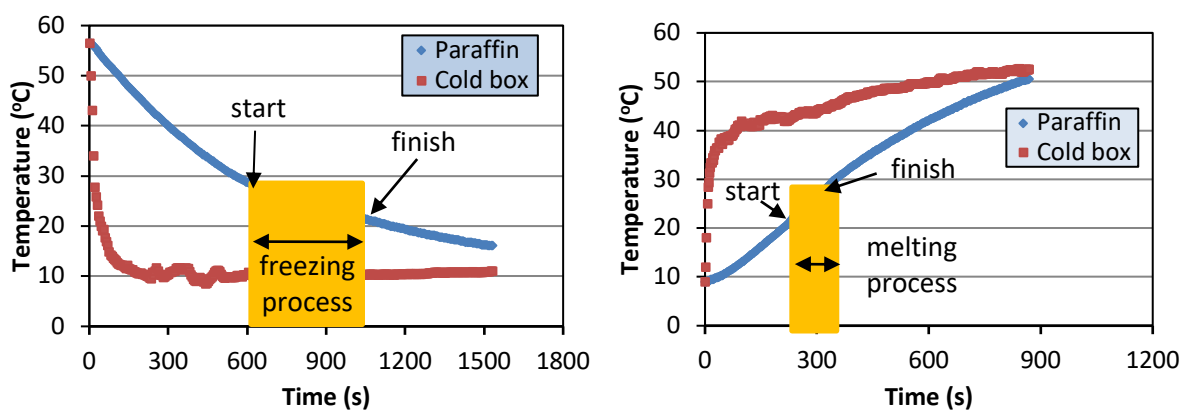 60
50
40
30
20
10
0
Temperature (ºC)
0
300
600
900
1200
1500
1800
Time (s)
Paraffin
Cold box
start
finish
freezing
process
60
50
40
30
20
10
0
Temperature (ºC)
0
300
600
900
1200
Time (s)
Paraffin
Cold box
start
finish
melting
process